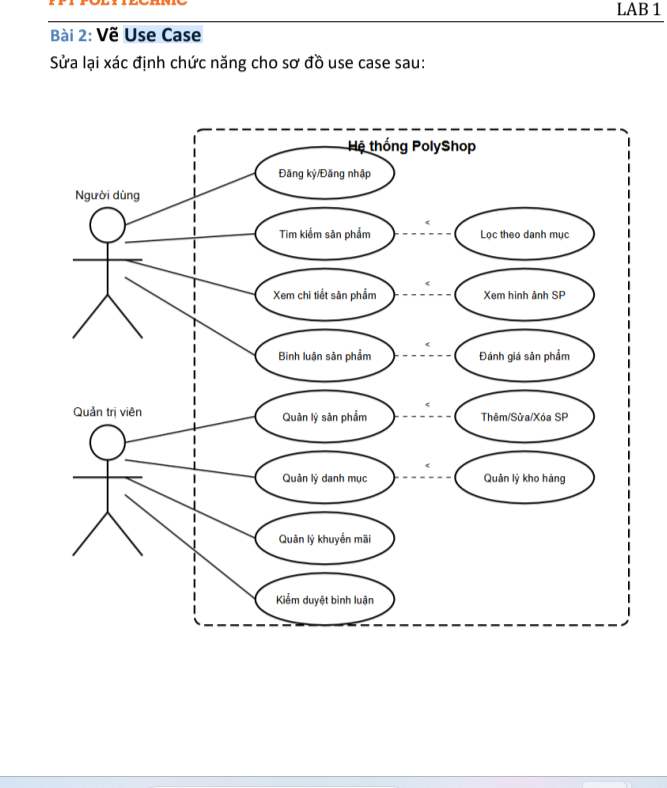 FPT POLYTECHNIC
LAB 1
Bài 2: Vẽ Use Case
Sửa lại xác định chức năng cho sơ đồ use case sau:
Hệ thống PolyShop
Người dùng
Đăng ký/Đăng nhập
Tìm kiếm sản phẩm
<
Lọc theo danh mục
Xem chi tiết sản phẩm
<
Xem hình ảnh SP
Bình luận sản phẩm
<
Đánh giá sản phẩm
Quản trị viên
Quản lý sản phẩm
<
Thêm/Sửa/Xóa SP
Quản lý danh mục
<
Quản lý kho hàng
Quản lý khuyến mãi
Kiểm duyệt bình luận